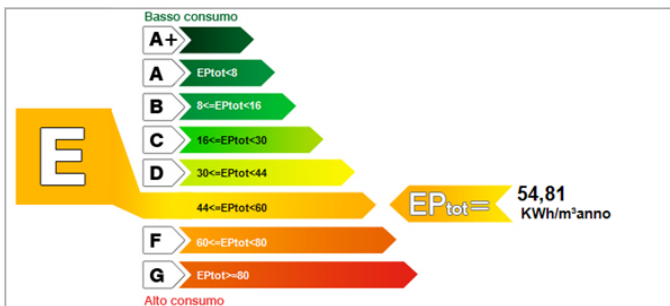 Basso consumo
A+
A EPtot<8
B 8<=EPtot<16
C 16<=EPtot<30
D 30<=EPtot<44
E 44<=EPtot<60 EPtot= 54,81
KWh/m³anno
F 60<=EPtot<80
G EPtot>=80
Alto consumo